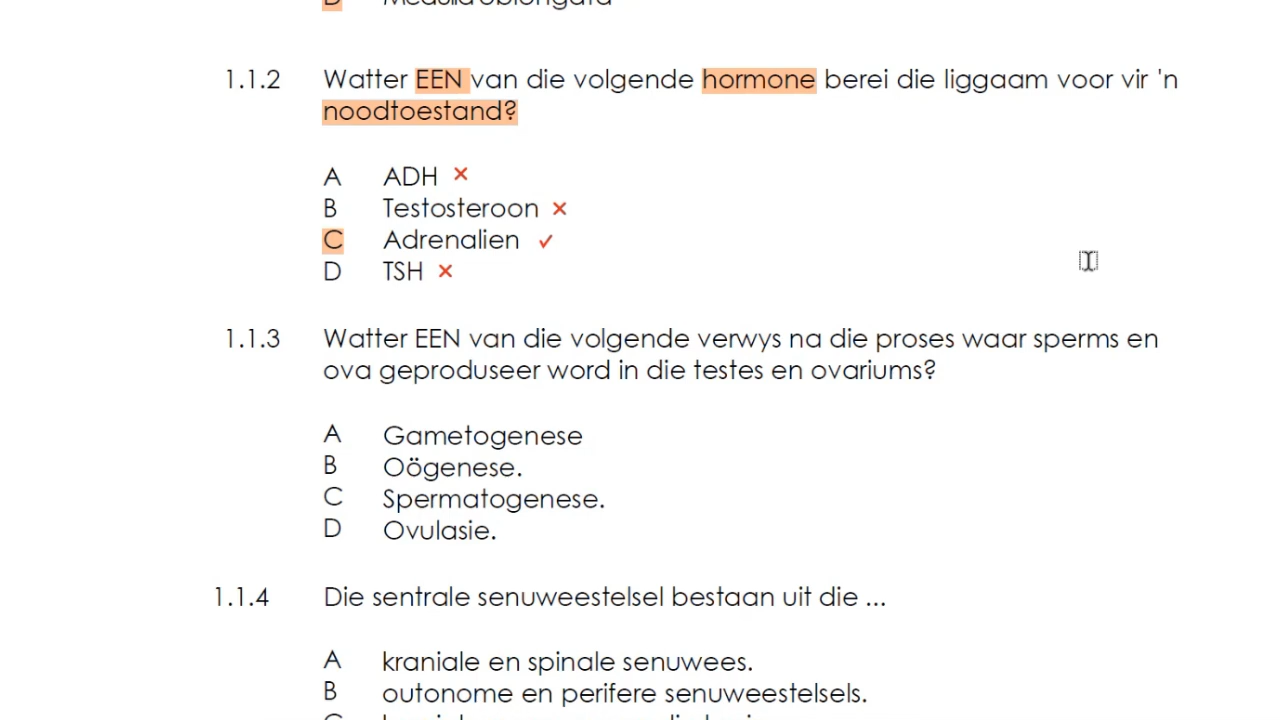 Medulla oblongata
1.1.2 Watter EEN van die volgende hormone berei die liggaam voor vir 'n
noodtoestand?
A ADH
B Testosteroon
C Adrenalien
D TSH
1.1.3 Watter EEN van die volgende verwys na die proses waar sperms en
ova geproduseer word in die testes en ovariums?
A Gametogenese
B Oögenese.
C Spermatogenese.
D Ovulasie.
1.1.4 Die sentrale senuweestelsel bestaan uit die ...
A kraniale en spinale senuwees.
B outonome en perifere senuweestelsels.